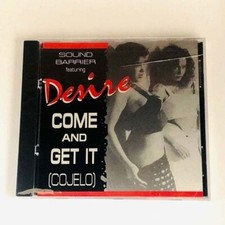 SOUND
BARRIER
featuring
Desire
COME
AND
GET IT
(COJELO)